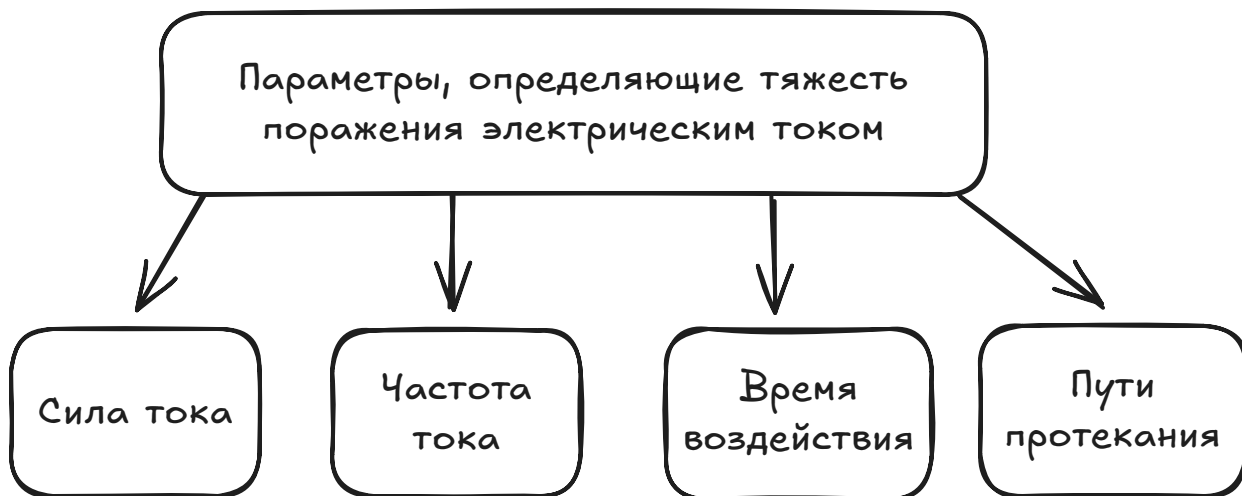 Параметры, определяющие тяжесть
поражения электрическим током
Сила тока
Частота
тока
Время
воздействия
Пути
протекания